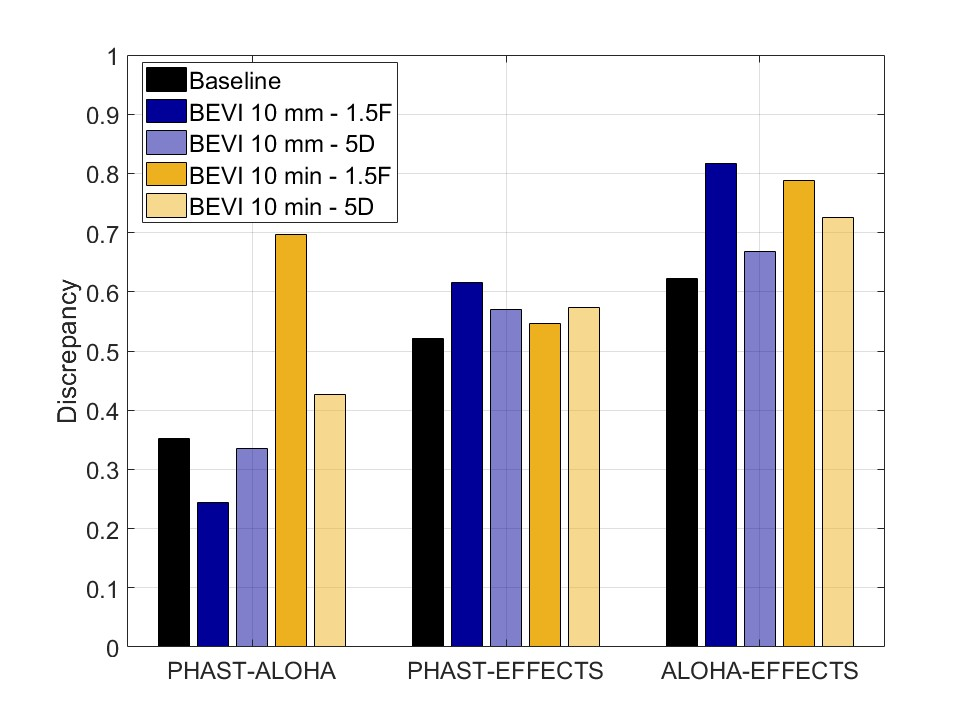 1
0.9
0.8
0.7
0.6
0.5
0.4
0.3
0.2
0.1
0
Discrepancy
Baseline
BEVI 10 mm - 1.5F
BEVI 10 mm - 5D
BEVI 10 min - 1.5F
BEVI 10 min - 5D
PHAST-ALOHA
PHAST-EFFECTS
ALOHA-EFFECTS